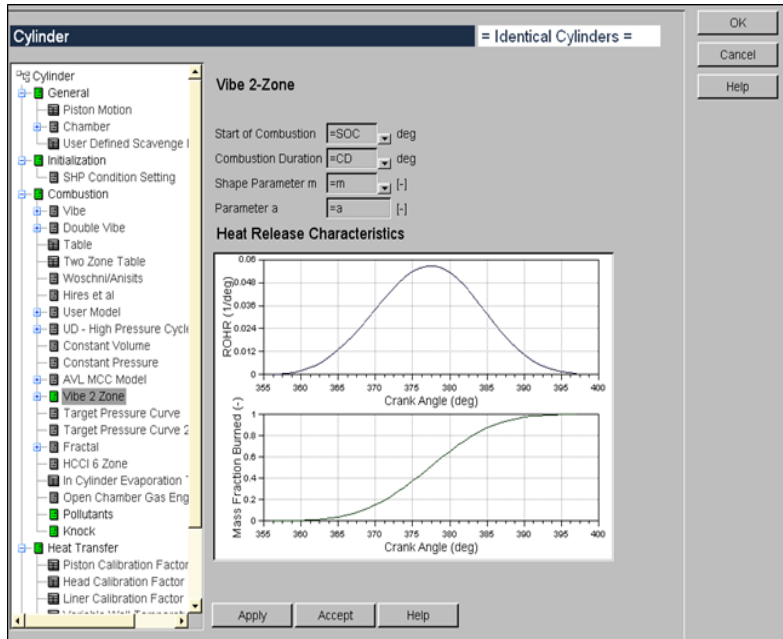 Cylinder
= Identical Cylinders =
OK
Cancel
Help
Cylinder
General
Piston Motion
Chamber
User Defined Scavenge
Initialization
SHP Condition Setting
Combustion
Vibe
Double Vibe
Table
Two Zone Table
Woschni/Anisits
Hires et al
User Model
UD - High Pressure Cycle
Constant Volume
Constant Pressure
AVL MCC Model
Vibe 2 Zone
Target Pressure Curve
Target Pressure Curve 2
Fractal
HCCI 6 Zone
In Cylinder Evaporation
Open Chamber Gas Eng
Pollutants
Knock
Heat Transfer
Piston Calibration Factor
Head Calibration Factor
Liner Calibration Factor
Vibe 2-Zone
Start of Combustion =SOC deg
Combustion Duration =CD deg
Shape Parameter m =m [-]
Parameter a =a [-]
Heat Release Characteristics
ROHR (1/deg)
0.06
0.048
0.036
0.024
0.012
0
355 365 370 375 380 385 390 395 400
Crank Angle (deg)
Mass Fraction Burned (-)
1
0.8
0.6
0.4
0.2
0
355 365 370 375 380 385 390 395 400
Crank Angle (deg)
Apply
Accept
Help